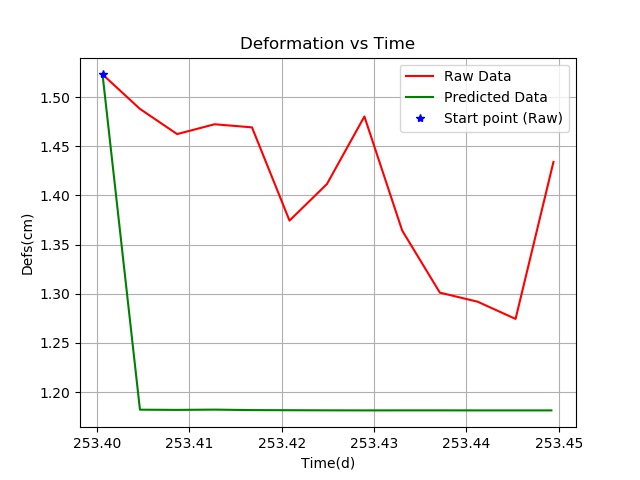 Deformation vs Time
Raw Data
Predicted Data
Start point (Raw)
Defs(cm)
1.50
1.45
1.40
1.35
1.30
1.25
1.20
253.40 253.41 253.42 253.43 253.44 253.45
Time(d)